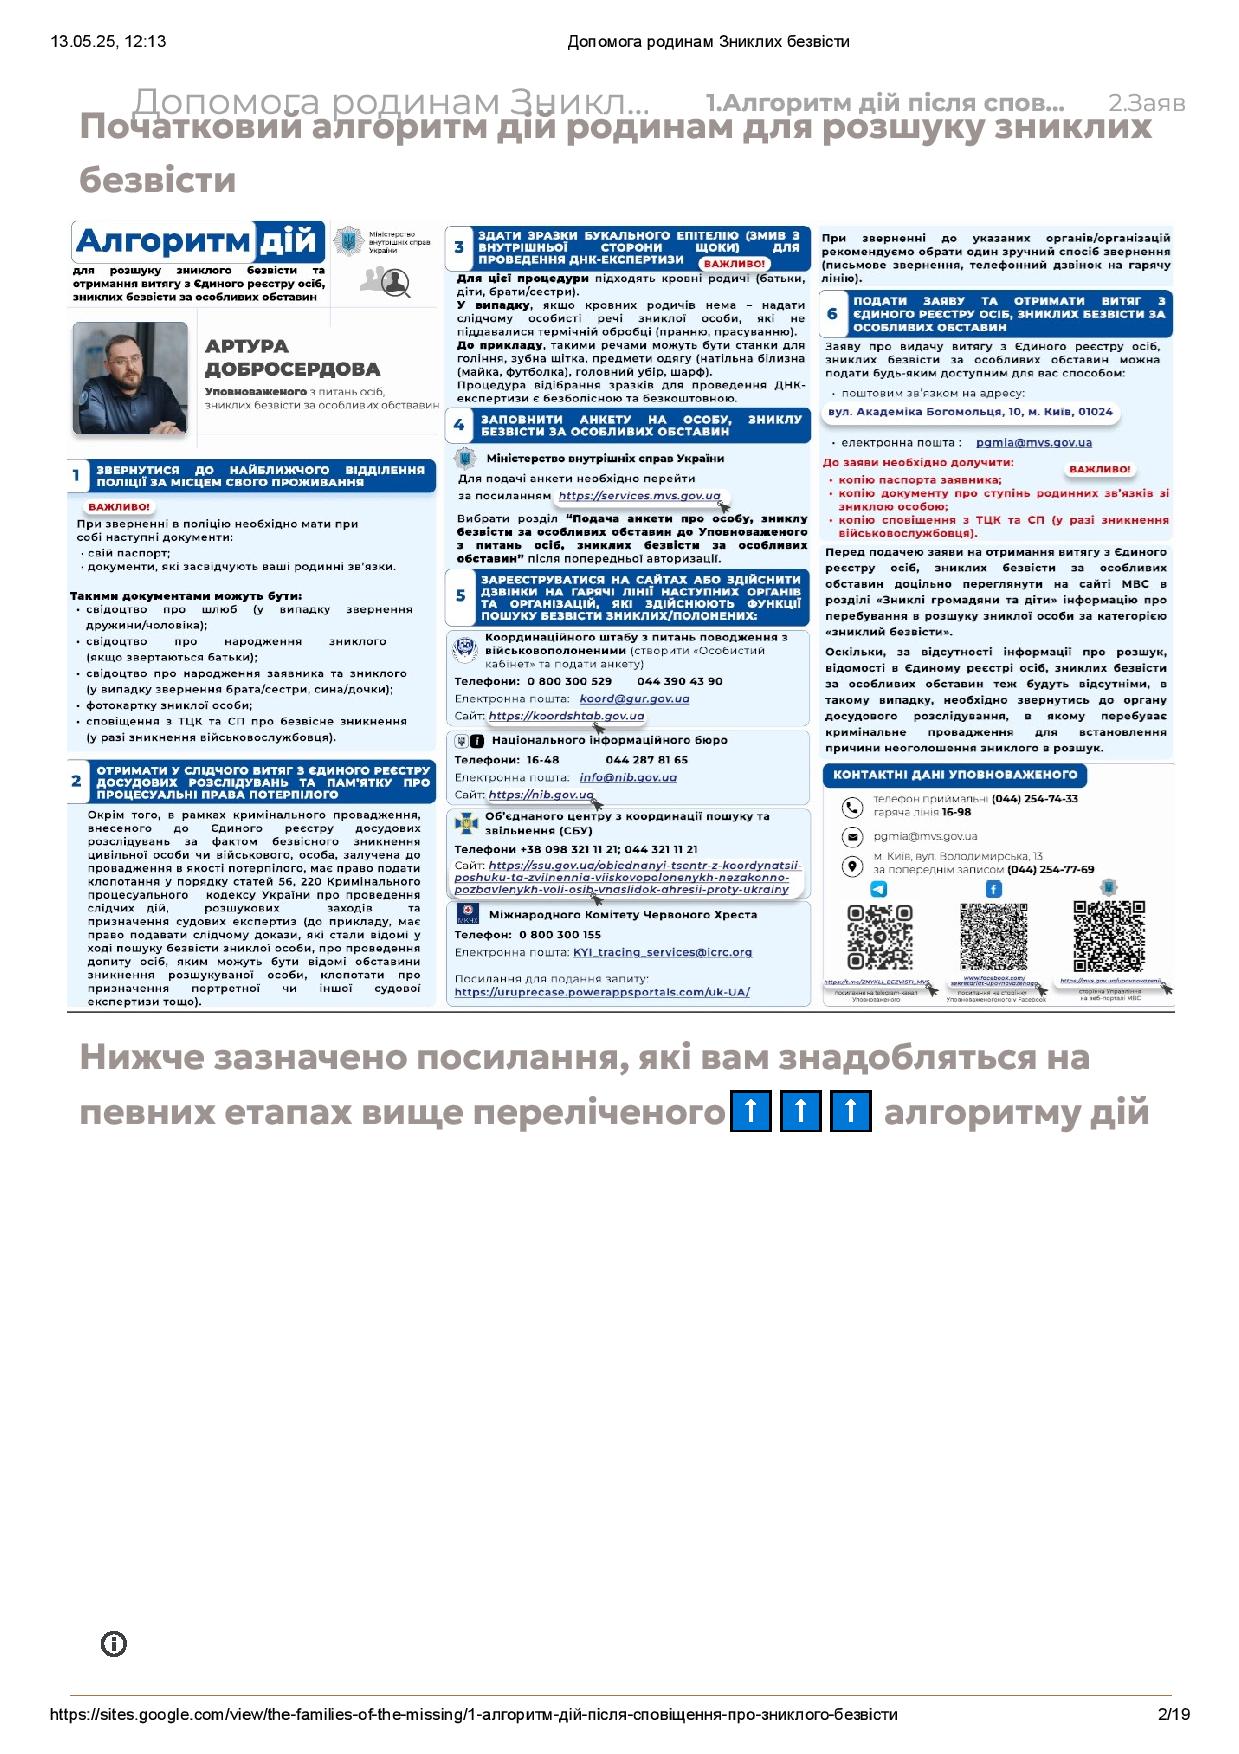 13.05.25, 12:13
Допомога родинам Зниклих безвісти
Допомога родинам Зникл...
1.Алгоритм дій після спов...
2.Заяв
Початковий алгоритм дій родинам для розшуку зниклих
безвісти
Алгоритм дій
для розшуку зниклого безвісти та
отримання витягу з Єдиного реєстру осіб,
зниклих безвісти за особливих обставин
Міністерство
внутрішніх справ
України
АРТУРА
ДОБРОСЕРДОВА
Уповноваженого з питань осіб,
зниклих безвісти за особливих обставвин
1
ЗВЕРНУТИСЯ ДО НАЙБЛИЖЧОГО ВІДДІЛЕННЯ
ПОЛІЦІЇ ЗА МІСЦЕМ СВОГО ПРОЖИВАННЯ
ВАЖЛИВО!
При зверненні в поліцію необхідно мати при
собі наступні документи:
· свій паспорт;
· документи, які засвідчують ваші родинні зв'язки.
Такими документами можуть бути:
• свідоцтво про шлюб (у випадку звернення
дружини/чоловіка);
• свідоцтво про народження зниклого
(якщо звертаються батьки);
• свідоцтво про народження заявника та зниклого
(у випадку звернення брата/сестри, сина/дочки);
• фотокартку зниклої особи;
• сповіщення з ТЦК та СП про безвісне зникнення
(у разі зникнення військовослужбовця).
2
ОТРИМАТИ У СЛІДЧОГО ВИТЯГ З ЄДИНОГО РЕЄСТРУ
ДОСУДОВИХ РОЗСЛІДУВАНЬ ТА ПАМ'ЯТКУ ПРО
ПРОЦЕСУАЛЬНІ ПРАВА ПОТЕРПІЛОГО
Окрім того, в рамках кримінального провадження,
внесеного до Єдиного реєстру досудових
розслідувань за фактом безвісного зникнення
цивільної особи чи військового, особа, залучена до
провадження в якості потерпілого, має право подати
клопотання у порядку статей 56, 220 Кримінального
процесуального кодексу України про проведення
слідчих дій, розшукових заходів та
призначення судових експертиз (до прикладу, має
право подавати слідчому докази, які стали відомі у
ході пошуку безвісти зниклої особи, про проведення
допиту осіб, яким можуть бути відомі обставини
зникнення розшукуваної особи, клопотати про
призначення портретної чи іншої судової
експертизи тощо).
3
ЗДАТИ ЗРАЗКИ БУКАЛЬНОГО ЕПІТЕЛІЮ (ЗМИВ З
ВНУТРІШНЬОЇ СТОРОНИ ЩОКИ) ДЛЯ
ПРОВЕДЕННЯ ДНК-ЕКСПЕРТИЗИ
ВАЖЛИВО!
Для цієї процедури підходять кровні родичі (батьки,
діти, брати/сестри).
У випадку, якщо кровних родичів нема – надати
слідчому особисті речі зниклої особи, які не
піддавалися термічній обробці (пранню, прасуванню).
До прикладу, такими речами можуть бути станки для
гоління, зубна щітка, предмети одягу (натільна білизна
(майка, футболка), головний убір, шарф).
Процедура відібрання зразків для проведення ДНК-
експертизи є безболісною та безкоштовною.
4
ЗАПОВНИТИ АНКЕТУ НА ОСОБУ, ЗНИКЛУ
БЕЗВІСТИ ЗА ОСОБЛИВИХ ОБСТАВИН
Міністерство внутрішніх справ України
Для подачі анкети необхідно перейти
за посиланням https://services.mvs.gov.ua
Вибрати розділ "Подача анкети про особу, зниклу
безвісти за особливих обставин до Уповноваженого
з питань осіб, зниклих безвісти за особливих
обставин" після попередньої авторизації.
5
ЗАРЕЄСТРУВАТИСЯ НА САЙТАХ АБО ЗДІЙСНИТИ
ДЗВІНКИ НА ГАРЯЧІ ЛІНІЇ НАСТУПНИХ ОРГАНІВ
ТА ОРГАНІЗАЦІЙ, ЯКІ ЗДІЙСНЮЮТЬ ФУНКЦІЇ
ПОШУКУ БЕЗВІСТИ ЗНИКЛИХ/ПОЛОНЕНИХ:
Координаційного штабу з питань поводження з
військовополоненими (створити «Особистий
кабінет» та подати анкету)
Телефони: 0 800 300 529 044 390 43 90
Електронна пошта: koord@gur.gov.ua
Сайт: https://koordshtab.gov.ua
Національного інформаційного бюро
Телефони: 16-48 044 287 81 65
Електронна пошта: info@nib.gov.ua
Сайт: https://nib.gov.ua
Об'єднаного центру з координації пошуку та
звільнення (СБУ)
Телефони +38 098 321 11 21; 044 321 11 21
Сайт: https://ssu.gov.ua/obiednanyi-tsentr-z-koordynatsii-
poshuku-ta-zvilnennia-viiskovopolonenykh-nezakonno-
pozbavlenykh-voli-osib-vnaslidok-ahresii-proty-ukrainy
МКЧХ
Міжнародного Комітету Червоного Хреста
Телефон: 0 800 300 155
Електронна пошта: KYI_tracing_services@icrc.org
Посилання для подання запиту:
https://uruprecase.powerappsportals.com/uk-UA/
При зверненні до указаних органів/організацій
рекомендуємо обрати один зручний спосіб звернення
(письмове звернення, телефонний дзвінок на гарячу
лінію).
6
ПОДАТИ ЗАЯВУ ТА ОТРИМАТИ ВИТЯГ З
ЄДИНОГО РЕЄСТРУ ОСІБ, ЗНИКЛИХ БЕЗВІСТИ ЗА
ОСОБЛИВИХ ОБСТАВИН
Заяву про видачу витягу з Єдиного реєстру осіб,
зниклих безвісти за особливих обставин можна
подати будь-яким доступним для вас способом:
• поштовим зв'язком на адресу:
вул. Академіка Богомольця, 10, м. Київ, 01024
• електронна пошта : pgmia@mvs.gov.ua
До заяви необхідно долучити:
ВАЖЛИВО!
• копію паспорта заявника;
• копію документу про ступінь родинних зв'язків зі
зниклою особою;
• копію сповіщення з ТЦК та СП (у разі зникнення
військовослужбовця).
Перед подачею заяви на отримання витягу з Єдиного
реєстру осіб, зниклих безвісти за особливих
обставин доцільно переглянути на сайті МВС в
розділі «Зниклі громадяни та діти» інформацію про
перебування в розшуку зниклої особи за категорією
«зниклий безвісти».
Оскільки, за відсутності інформації про розшук,
відомості в Єдиному реєстрі осіб, зниклих безвісти
за особливих обставин теж будуть відсутніми, в
такому випадку, необхідно звернутись до органу
досудового розслідування, в якому перебуває
кримінальне провадження для встановлення
причини неоголошення зниклого в розшук.
КОНТАКТНІ ДАНІ УПОВНОВАЖЕНОГО
телефон приймальні (044) 254-74-33
гаряча лінія 16-98
pgmia@mvs.gov.ua
м. Київ, вул. Володимирська, 13
за попереднім записом (044) 254-77-69
www.facebook.com/
посилання на telegram-канал
Уповноваженого
посилання на сторінку
Уповноваженого у Facebook
сторінка Управління
на веб-порталі МВС
Нижче зазначено посилання, які вам знадобляться на
певних етапах вище переліченого⬆⬆⬆ алгоритму дій
https://sites.google.com/view/the-families-of-the-missing/1-алгоритм-дій-після-сповіщення-про-зниклого-безвісти
2/19